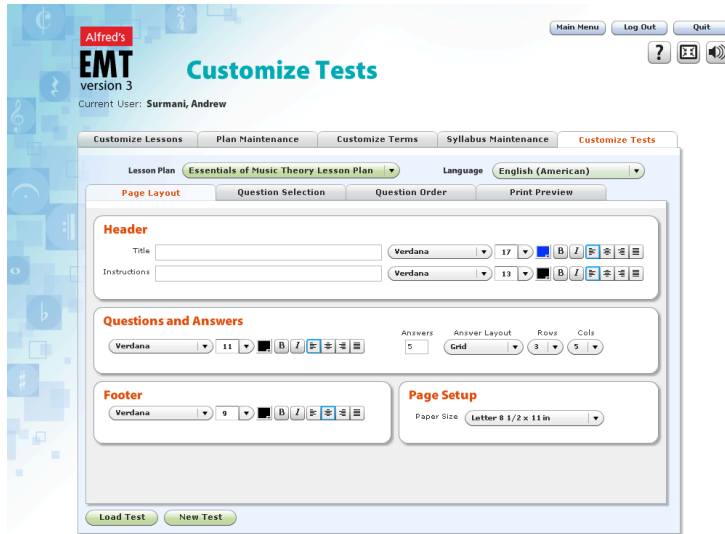 Main Menu Log Out Quit
Alfred's
EMT
version 3
Customize Tests
?
Current User: Surmani, Andrew
Customize Lessons Plan Maintenance Customize Terms Syllabus Maintenance Customize Tests
Lesson Plan Essentials of Music Theory Lesson Plan Language English (American)
Page Layout Question Selection Question Order Print Preview
Header
Title Verdana 17 B I
Instructions Verdana 13 B I
Questions and Answers
Answers Answer Layout Rows Cols
Verdana 11 B I 5 Grid 3 5
Footer Page Setup
Verdana 9 B I Paper Size Letter 8 1/2 x 11 in
Load Test New Test